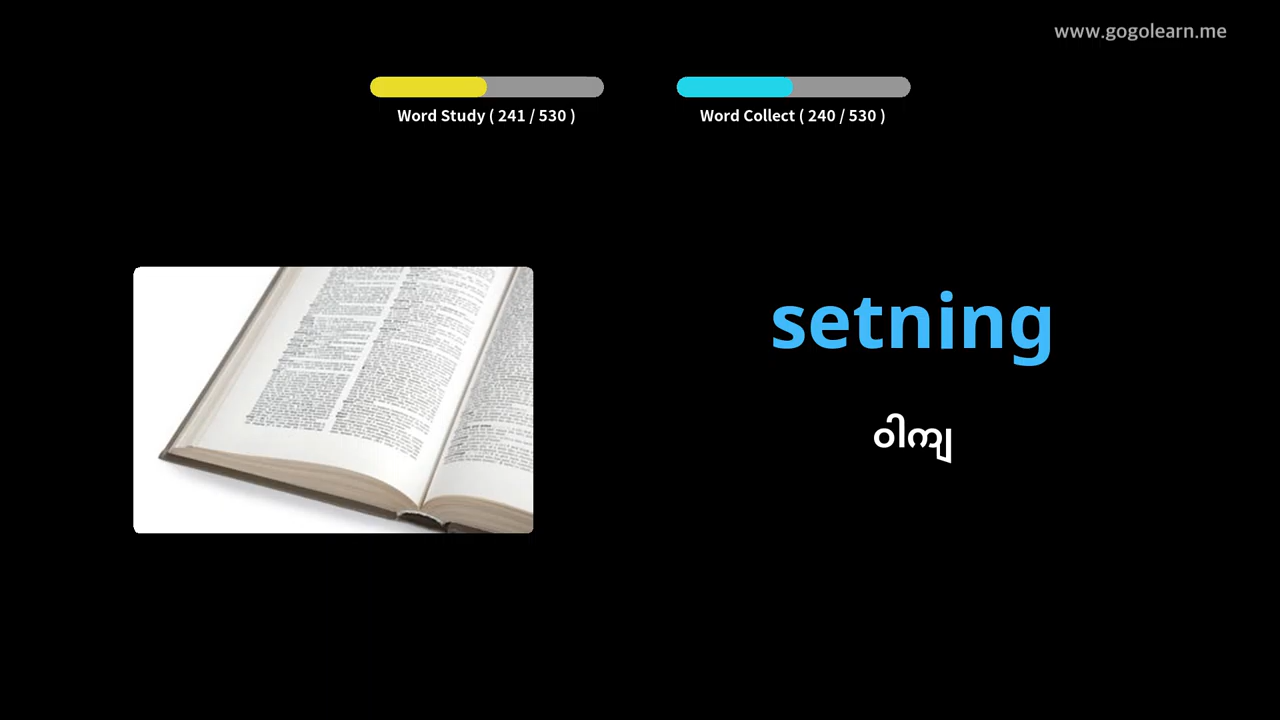 www.gogolearn.me
Word Study ( 241 / 530 )
Word Collect ( 240 / 530 )
setning
ဝါကျ